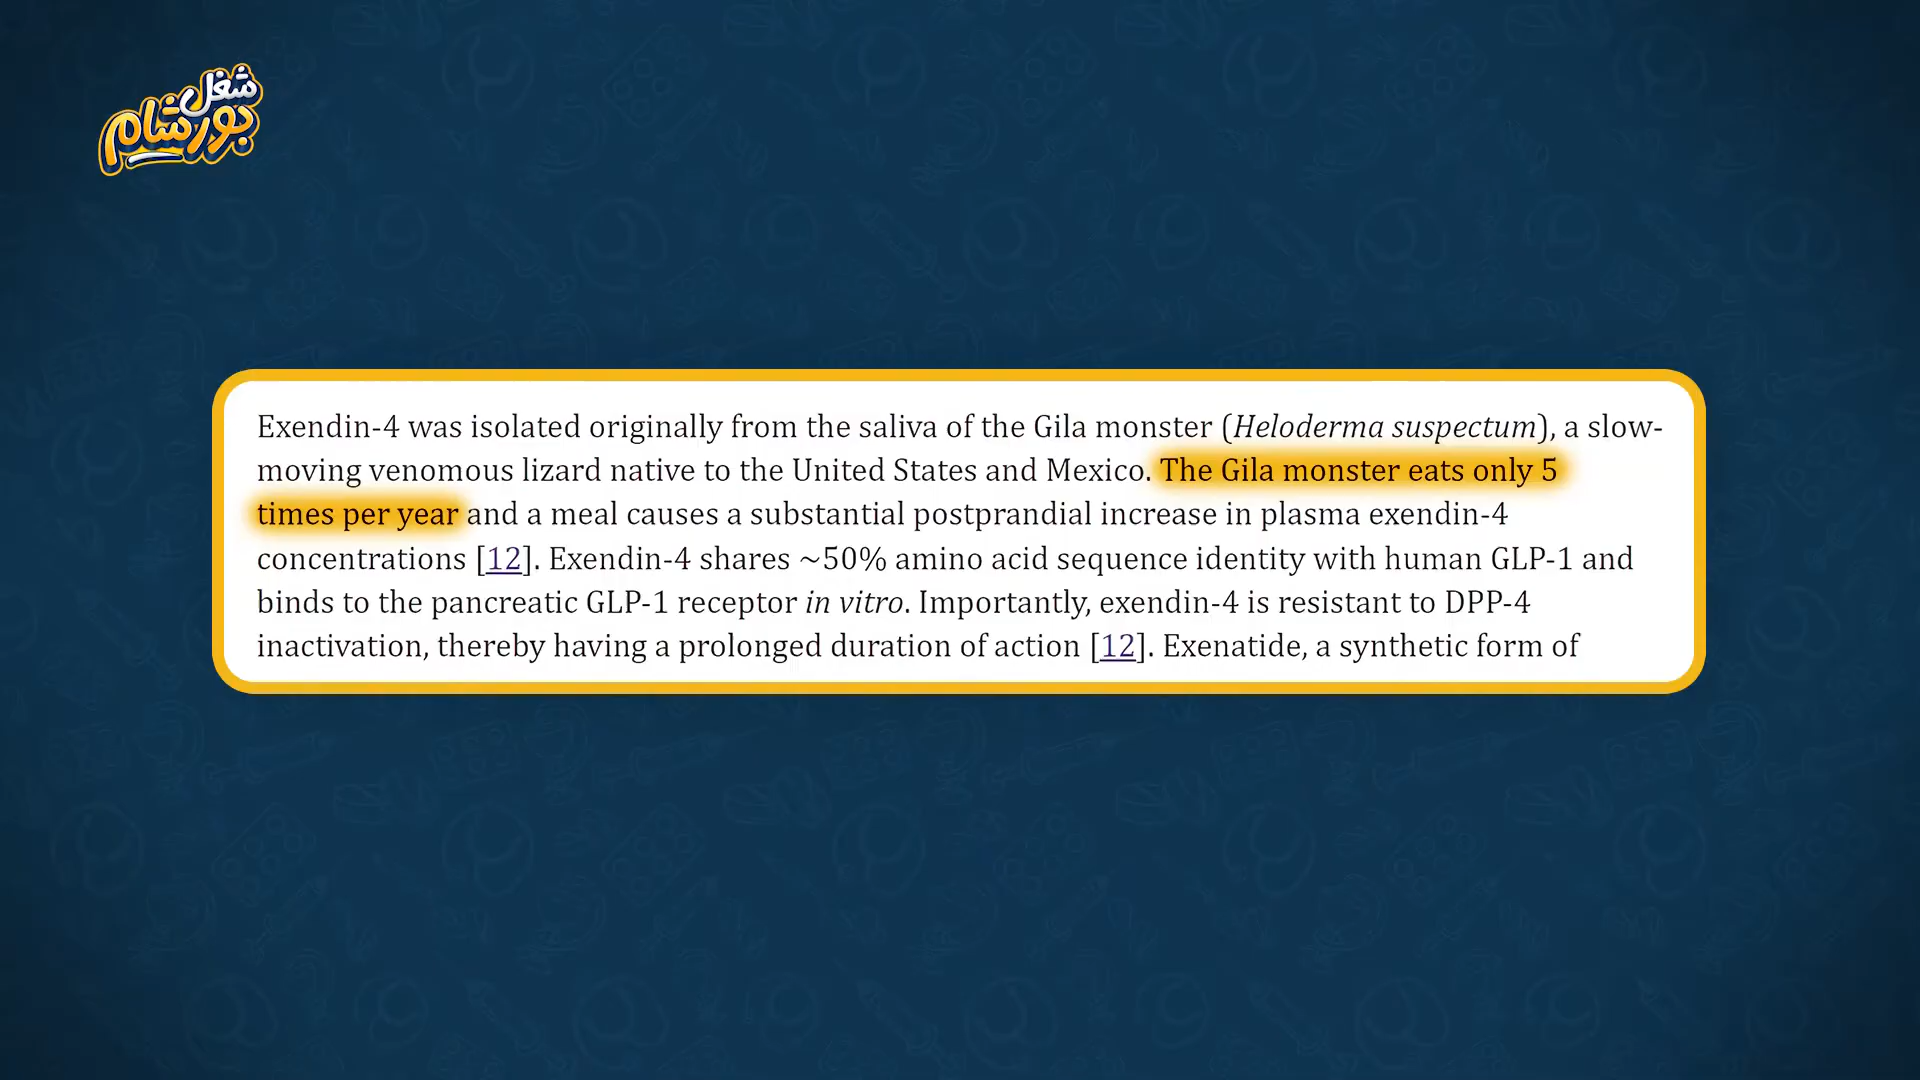 شغل
بورشام
Exendin-4 was isolated originally from the saliva of the Gila monster (Heloderma suspectum), a slow-
moving venomous lizard native to the United States and Mexico. The Gila monster eats only 5
times per year and a meal causes a substantial postprandial increase in plasma exendin-4
concentrations [12]. Exendin-4 shares ~50% amino acid sequence identity with human GLP-1 and
binds to the pancreatic GLP-1 receptor in vitro. Importantly, exendin-4 is resistant to DPP-4
inactivation, thereby having a prolonged duration of action [12]. Exenatide, a synthetic form of